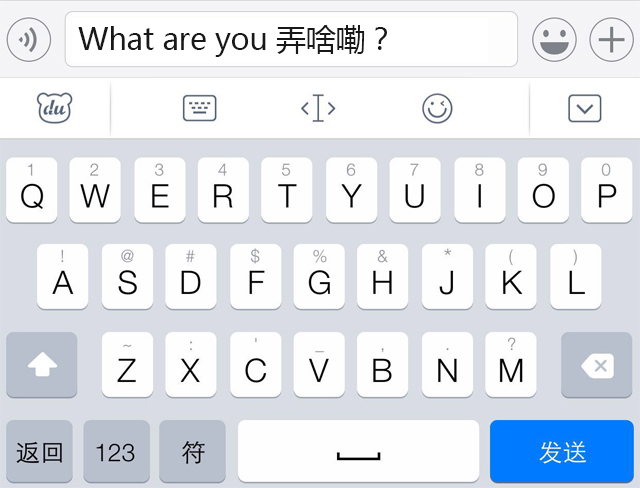 What are you 弄啥嘞？
du
1 2 3 4 5 6 7 8 9 0
Q W E R T Y U I O P
! @ # $ % & * ( )
A S D F G H J K L
~ : ' _ , . ?
Z X C V B N M
返回 123 符 发送